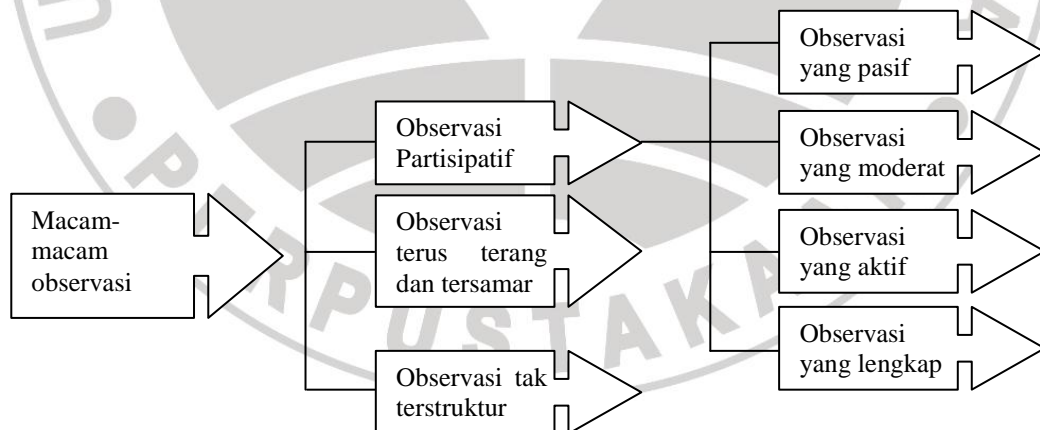 Macam-
macam
observasi
Observasi
Partisipatif
Observasi
terus terang
dan tersamar
Observasi tak
terstruktur
Observasi
yang pasif
Observasi
yang moderat
Observasi
yang aktif
Observasi
yang lengkap
PERPUSTAKAA